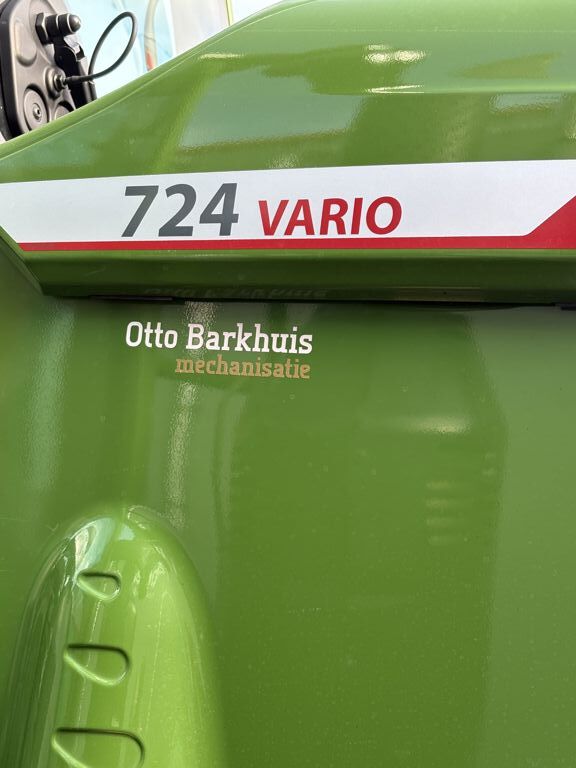 724 VARIO
Otto Barkhuis
mechanisatie